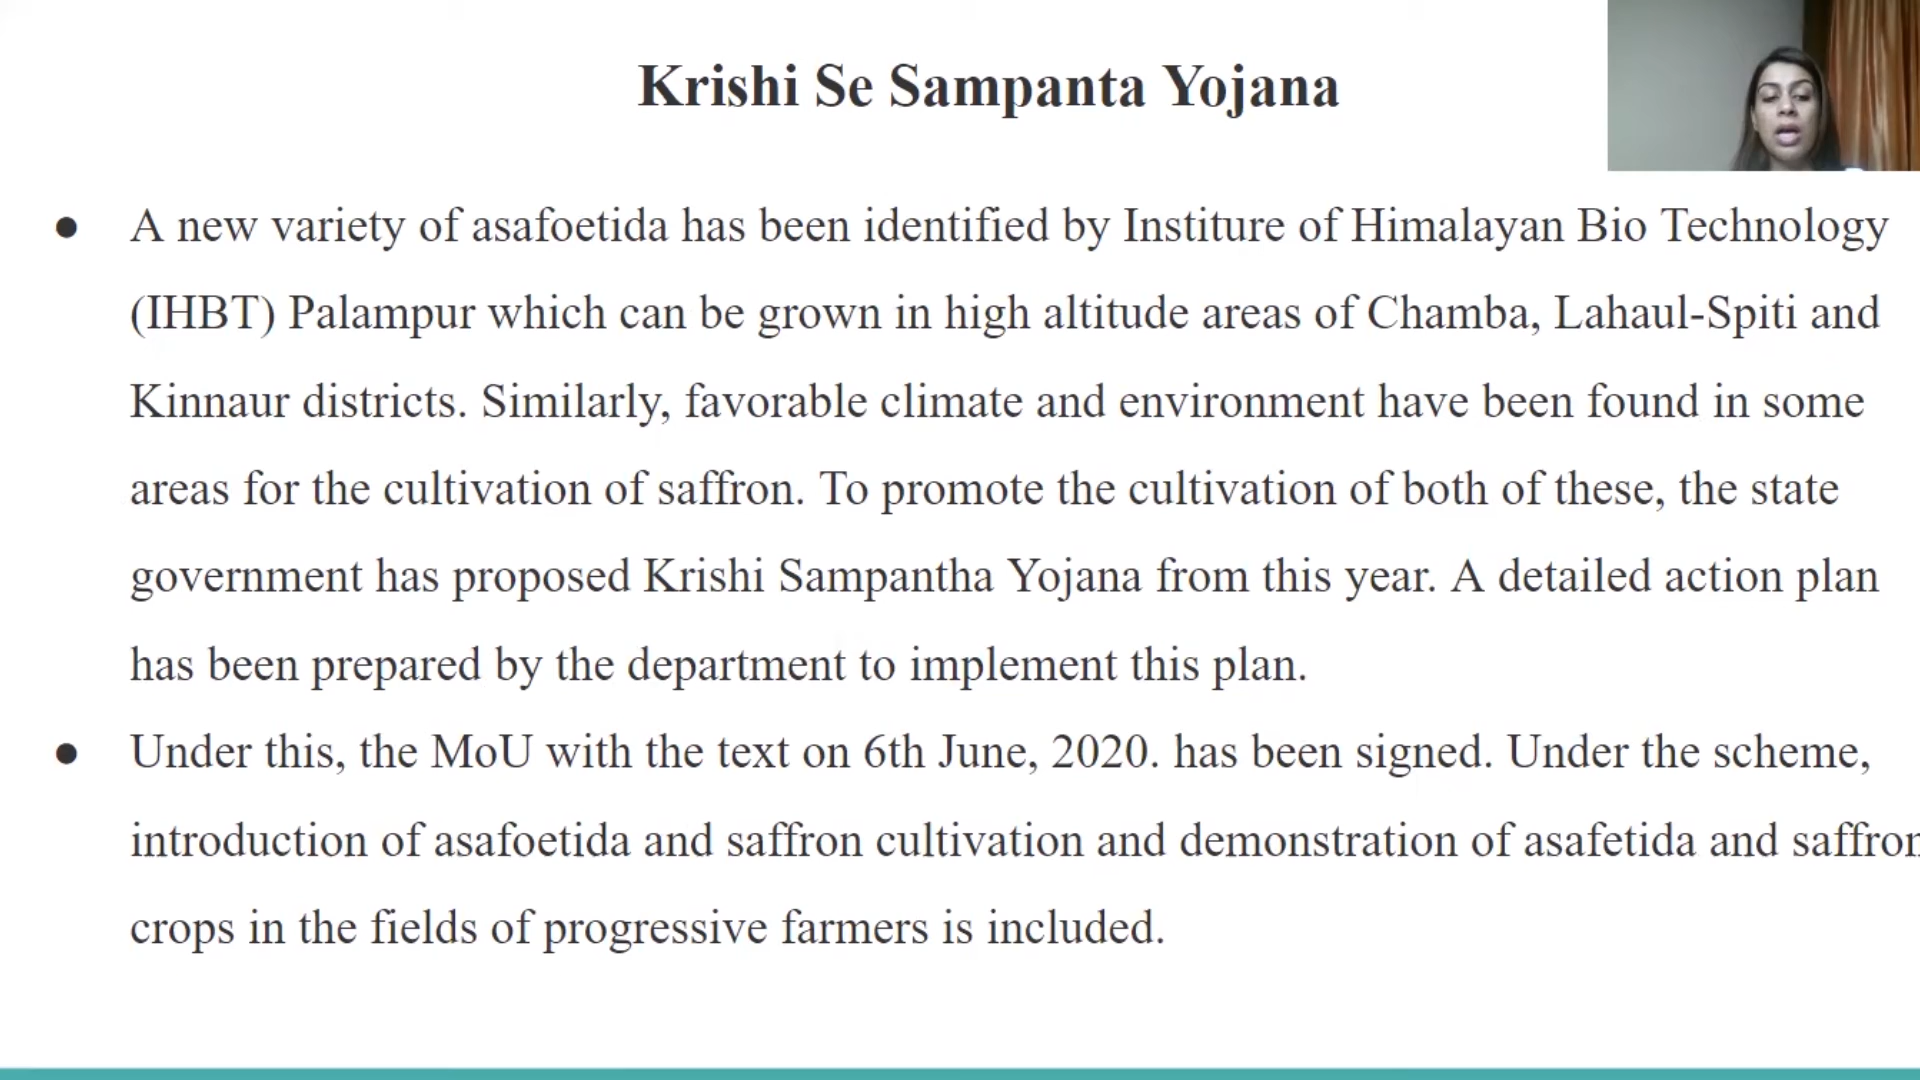 Krishi Se Sampanta Yojana
● A new variety of asafoetida has been identified by Institure of Himalayan Bio Technology
(IHBT) Palampur which can be grown in high altitude areas of Chamba, Lahaul-Spiti and
Kinnaur districts. Similarly, favorable climate and environment have been found in some
areas for the cultivation of saffron. To promote the cultivation of both of these, the state
government has proposed Krishi Sampantha Yojana from this year. A detailed action plan
has been prepared by the department to implement this plan.
● Under this, the MoU with the text on 6th June, 2020. has been signed. Under the scheme,
introduction of asafoetida and saffron cultivation and demonstration of asafetida and saffron
crops in the fields of progressive farmers is included.